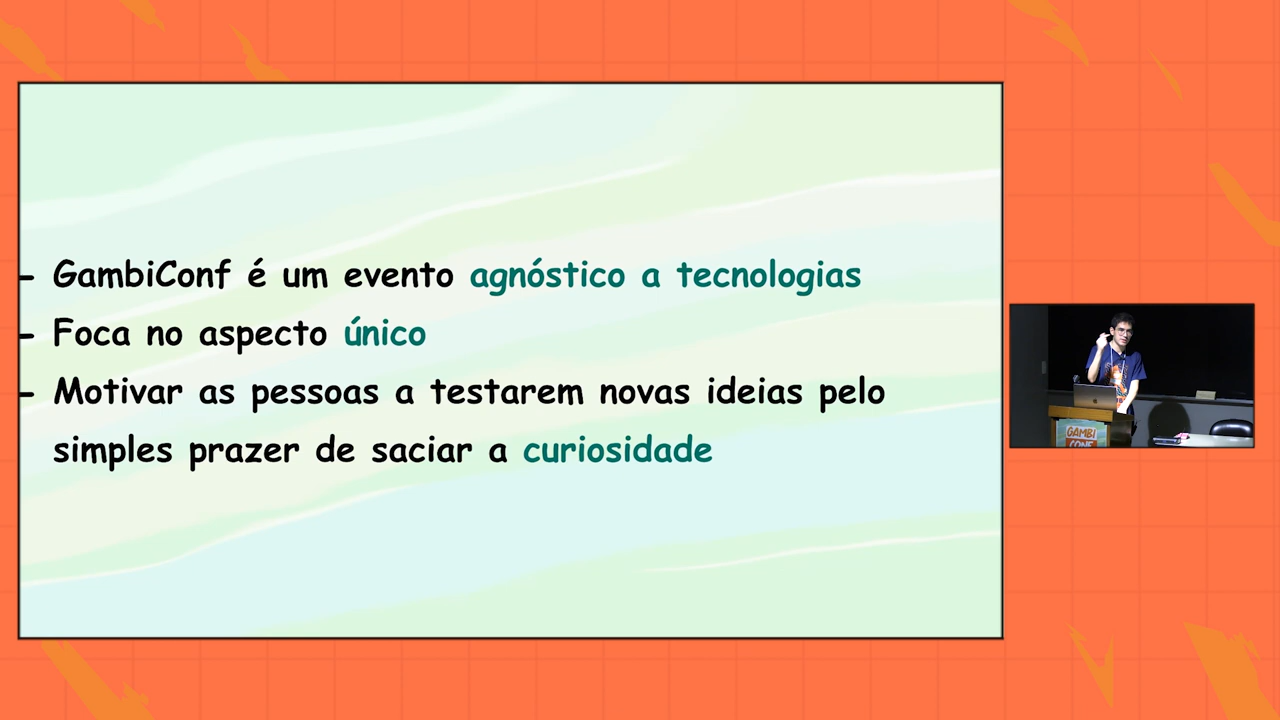 - GambiConf é um evento agnóstico a tecnologias
- Foca no aspecto único
- Motivar as pessoas a testarem novas ideias pelo
simples prazer de saciar a curiosidade
GAMBI
CONF